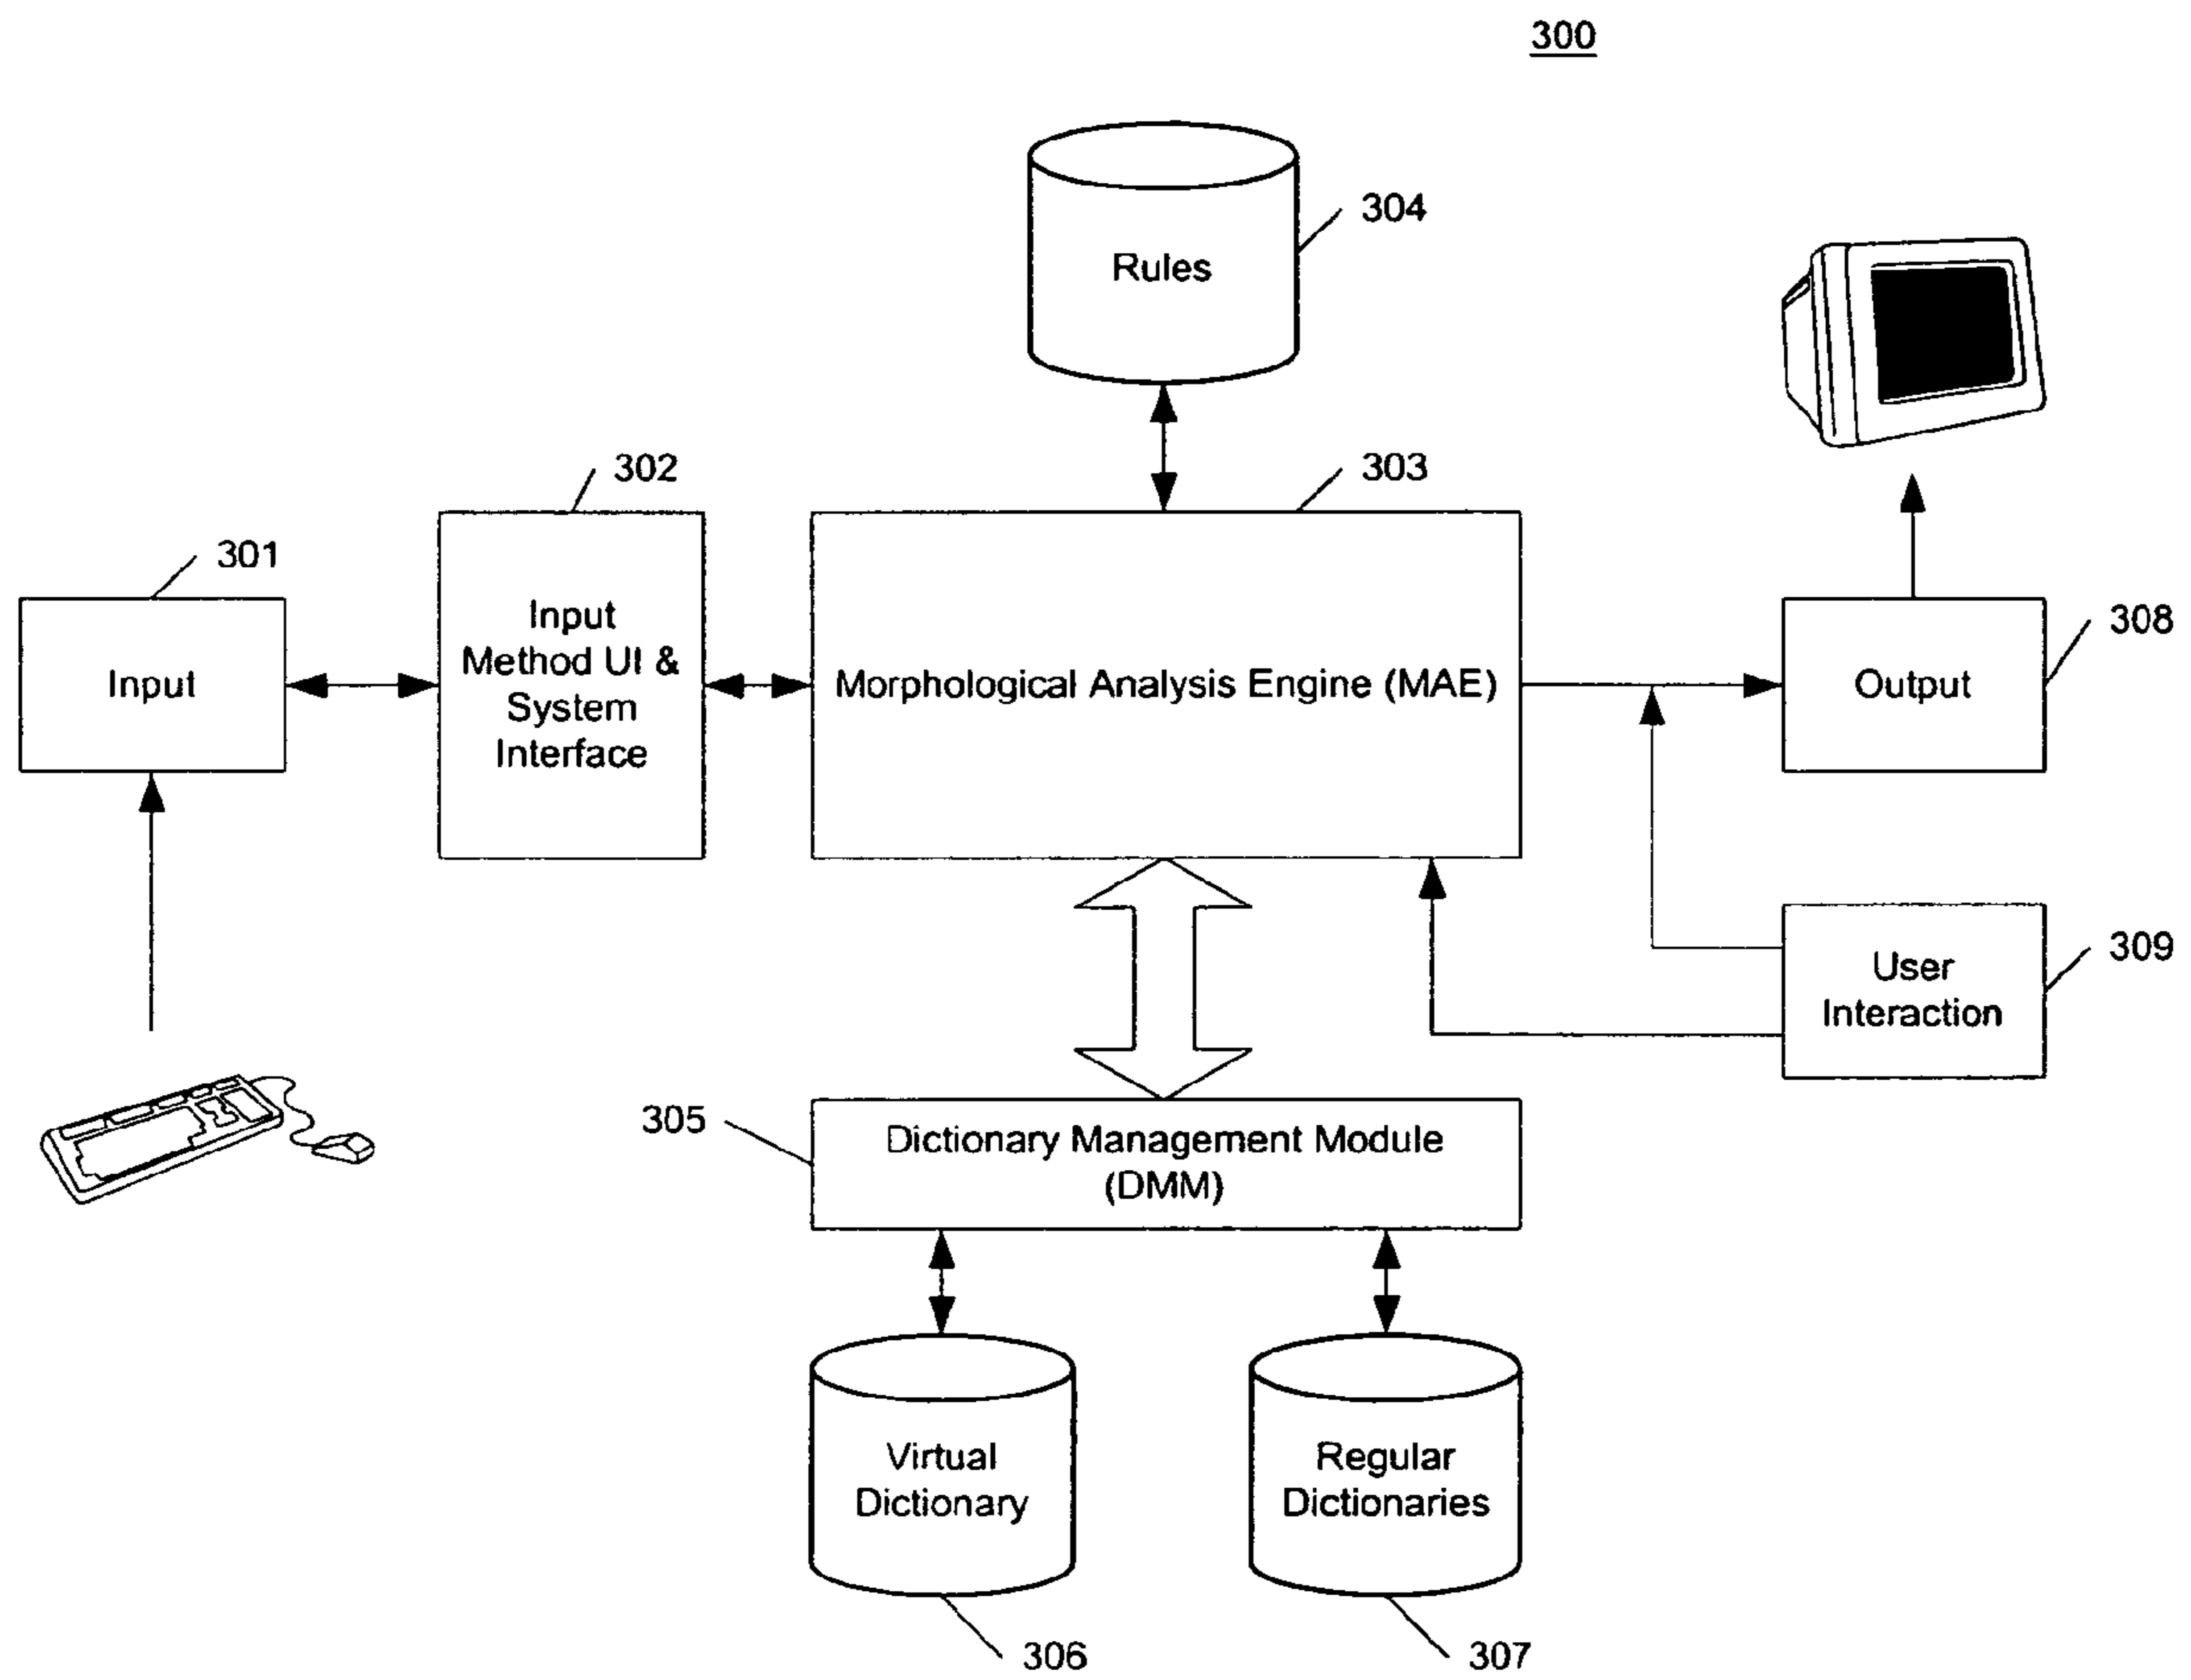 300
304
Rules
302
303
301
Input
Method UI &
System
Interface
308
Input
Morphological Analysis Engine (MAE)
Output
309
User
Interaction
305
Dictionary Management Module
(DMM)
Virtual
Dictionary
Regular
Dictionaries
306
307